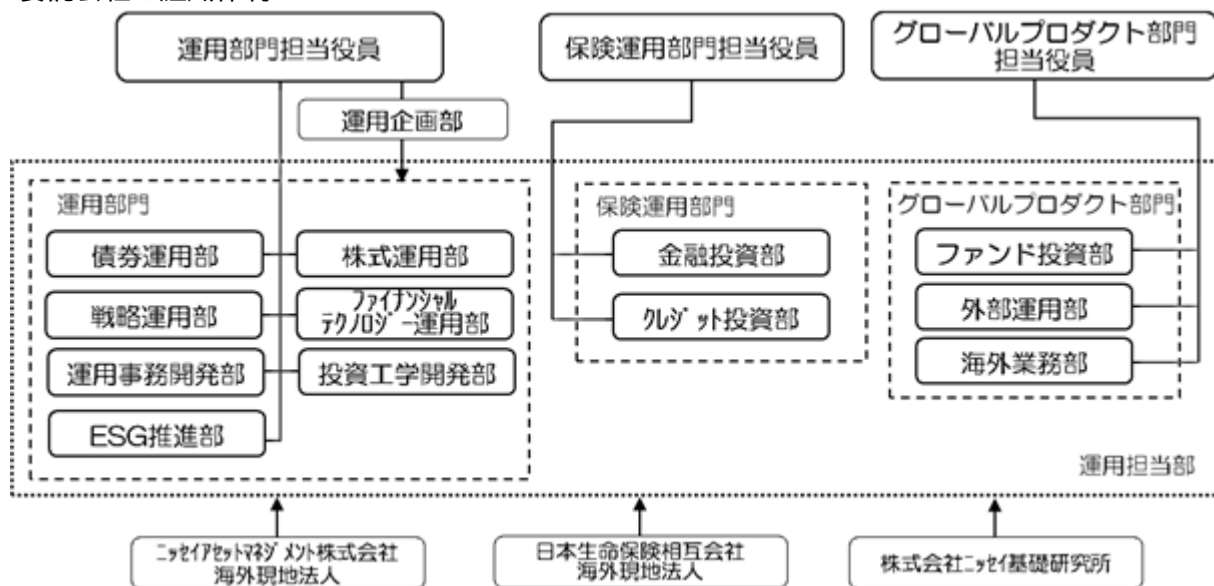 運用部門担当役員
保険運用部門担当役員
グローバルプロダクト部門
担当役員
運用企画部
運用部門
保険運用部門
グローバルプロダクト部門
債券運用部
株式運用部
金融投資部
ファンド投資部
戦略運用部
ファイナンシャル
テクノロジー運用部
クレジット投資部
外部運用部
運用事務開発部
投資工学開発部
海外業務部
ESG推進部
運用担当部
ニッセイアセットマネジメント株式会社
海外現地法人
日本生命保険相互会社
海外現地法人
株式会社ニッセイ基礎研究所